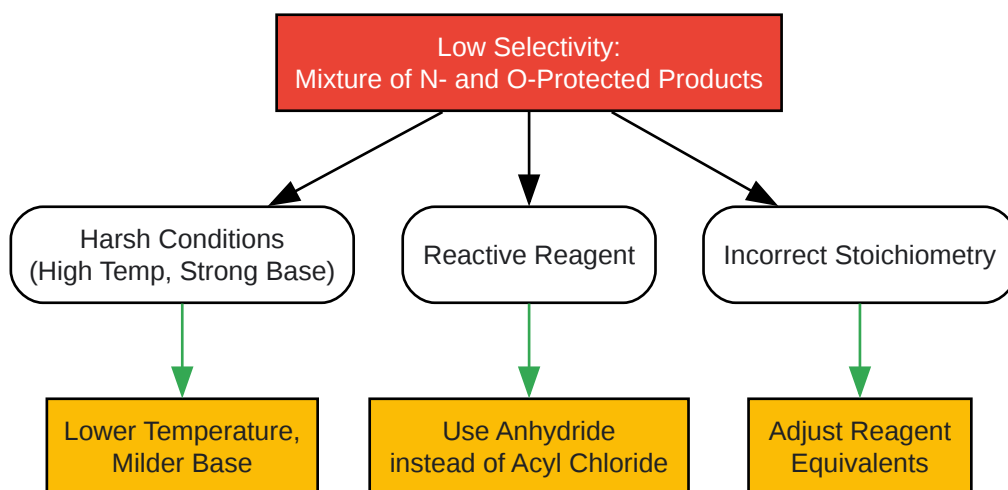 Low Selectivity:
Mixture of N- and O-Protected Products
Harsh Conditions
(High Temp, Strong Base)
Reactive Reagent
Incorrect Stoichiometry
Lower Temperature,
Milder Base
Use Anhydride
instead of Acyl Chloride
Adjust Reagent
Equivalents